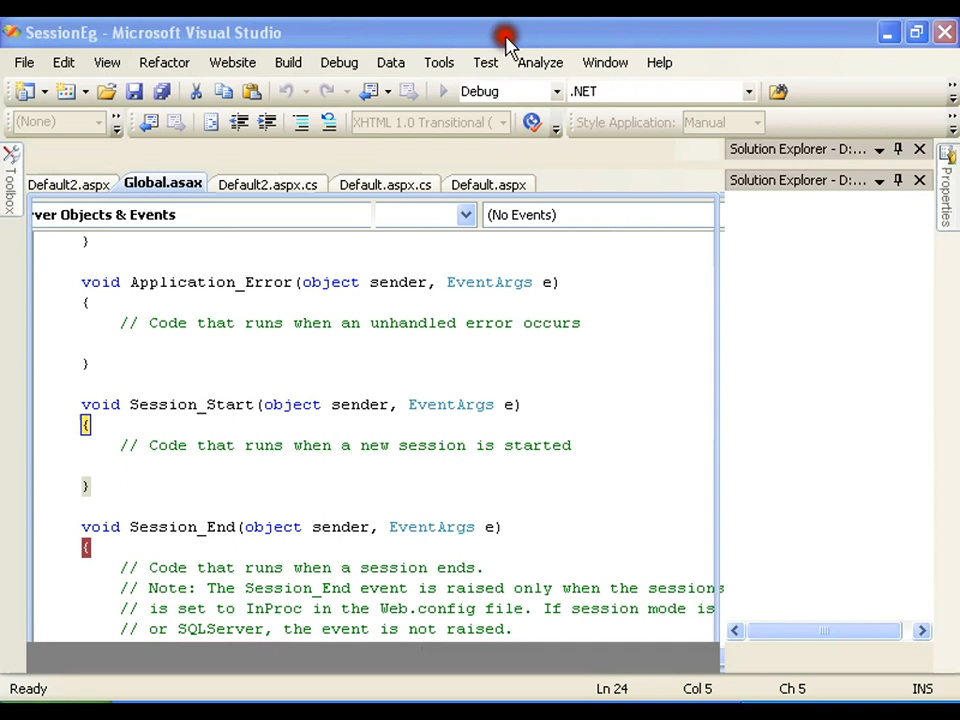 SessionEg - Microsoft Visual Studio
File Edit View Refactor Website Build Debug Data Tools Test Analyze Window Help
Debug .NET
(None) XHTML 1.0 Transitional ( Style Application: Manual
Solution Explorer - D:...
Toolbox
Default2.aspx Global.asax Default2.aspx.cs Default.aspx.cs Default.aspx
Solution Explorer - D:...
Properties
rver Objects & Events (No Events)
}
void Application_Error(object sender, EventArgs e)
{
// Code that runs when an unhandled error occurs
}
void Session_Start(object sender, EventArgs e)
{
// Code that runs when a new session is started
}
void Session_End(object sender, EventArgs e)
{
// Code that runs when a session ends.
// Note: The Session_End event is raised only when the sessions
// is set to InProc in the Web.config file. If session mode is
// or SQLServer, the event is not raised.
Ready Ln 24 Col 5 Ch 5 INS